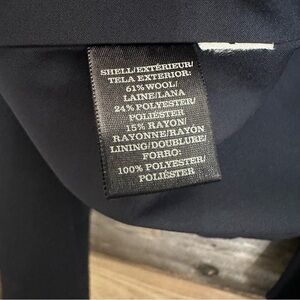 SHELL/EXTÉRIEUR/
TELA EXTERIOR:
61% WOOL/
LAINE/LANA
24% POLYESTER/
POLIÉSTER
15% RAYON/
RAYONNE/RAYÓN
LINING/DOUBLURE/
FORRO:
100% POLYESTER/
POLIÉSTER